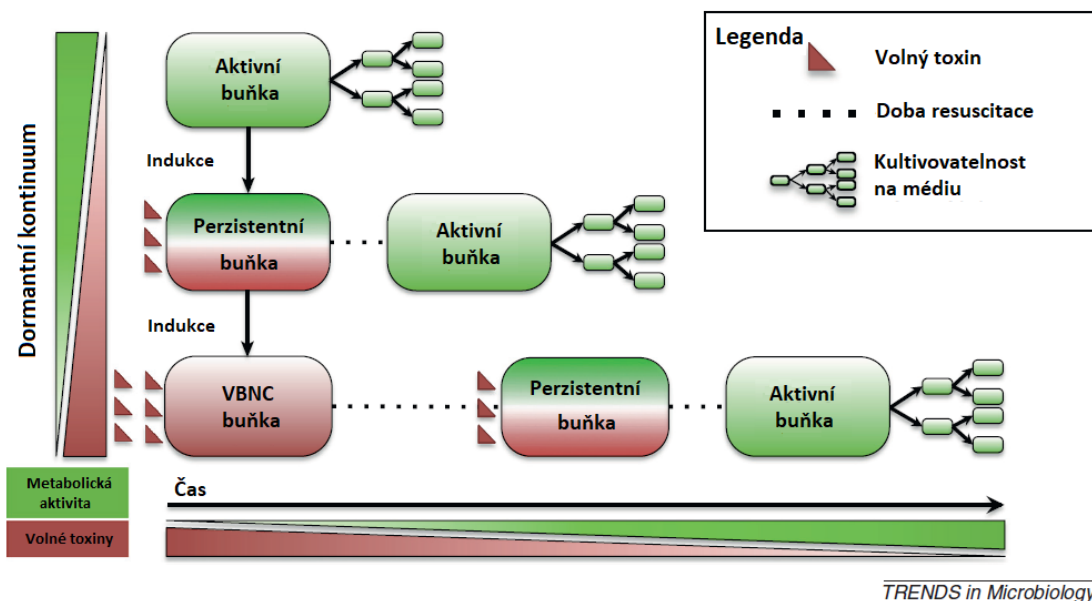 Legenda
Volný toxin
Doba resuscitace
Kultivovatelnost
na médiu
Dormantní kontinuum
Aktivní
buňka
Indukce
Perzistentní
buňka
Aktivní
buňka
Indukce
VBNC
buňka
Perzistentní
buňka
Aktivní
buňka
Metabolická
aktivita
Volné toxiny
Čas
TRENDS in Microbiology